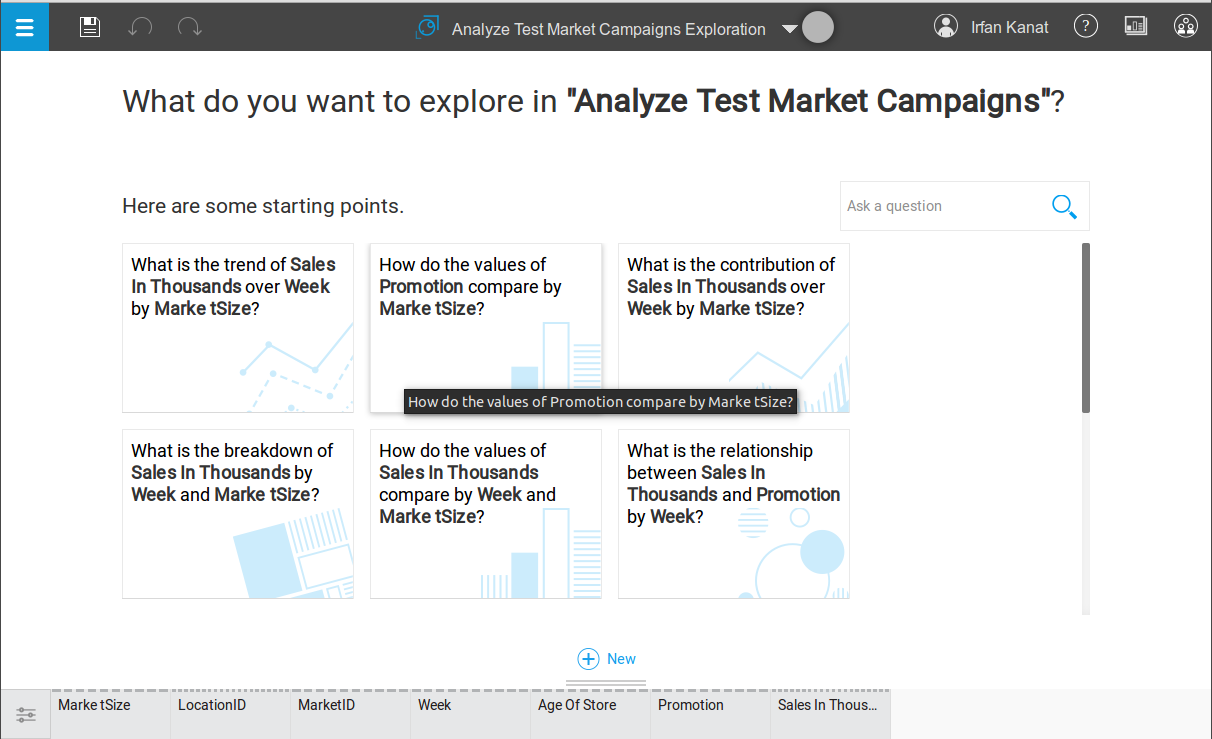 Analyze Test Market Campaigns Exploration
Irfan Kanat
?
What do you want to explore in "Analyze Test Market Campaigns"?
Here are some starting points.
Ask a question
What is the trend of Sales
In Thousands over Week
by Marke tSize?
How do the values of
Promotion compare by
Marke tSize?
What is the contribution of
Sales In Thousands over
Week by Marke tSize?
How do the values of Promotion compare by Marke tSize?
What is the breakdown of
Sales In Thousands by
Week and Marke tSize?
How do the values of
Sales In Thousands
compare by Week and
Marke tSize?
What is the relationship
between Sales In
Thousands and Promotion
by Week?
New
Marke tSize
LocationID
MarketID
Week
Age Of Store
Promotion
Sales In Thous...